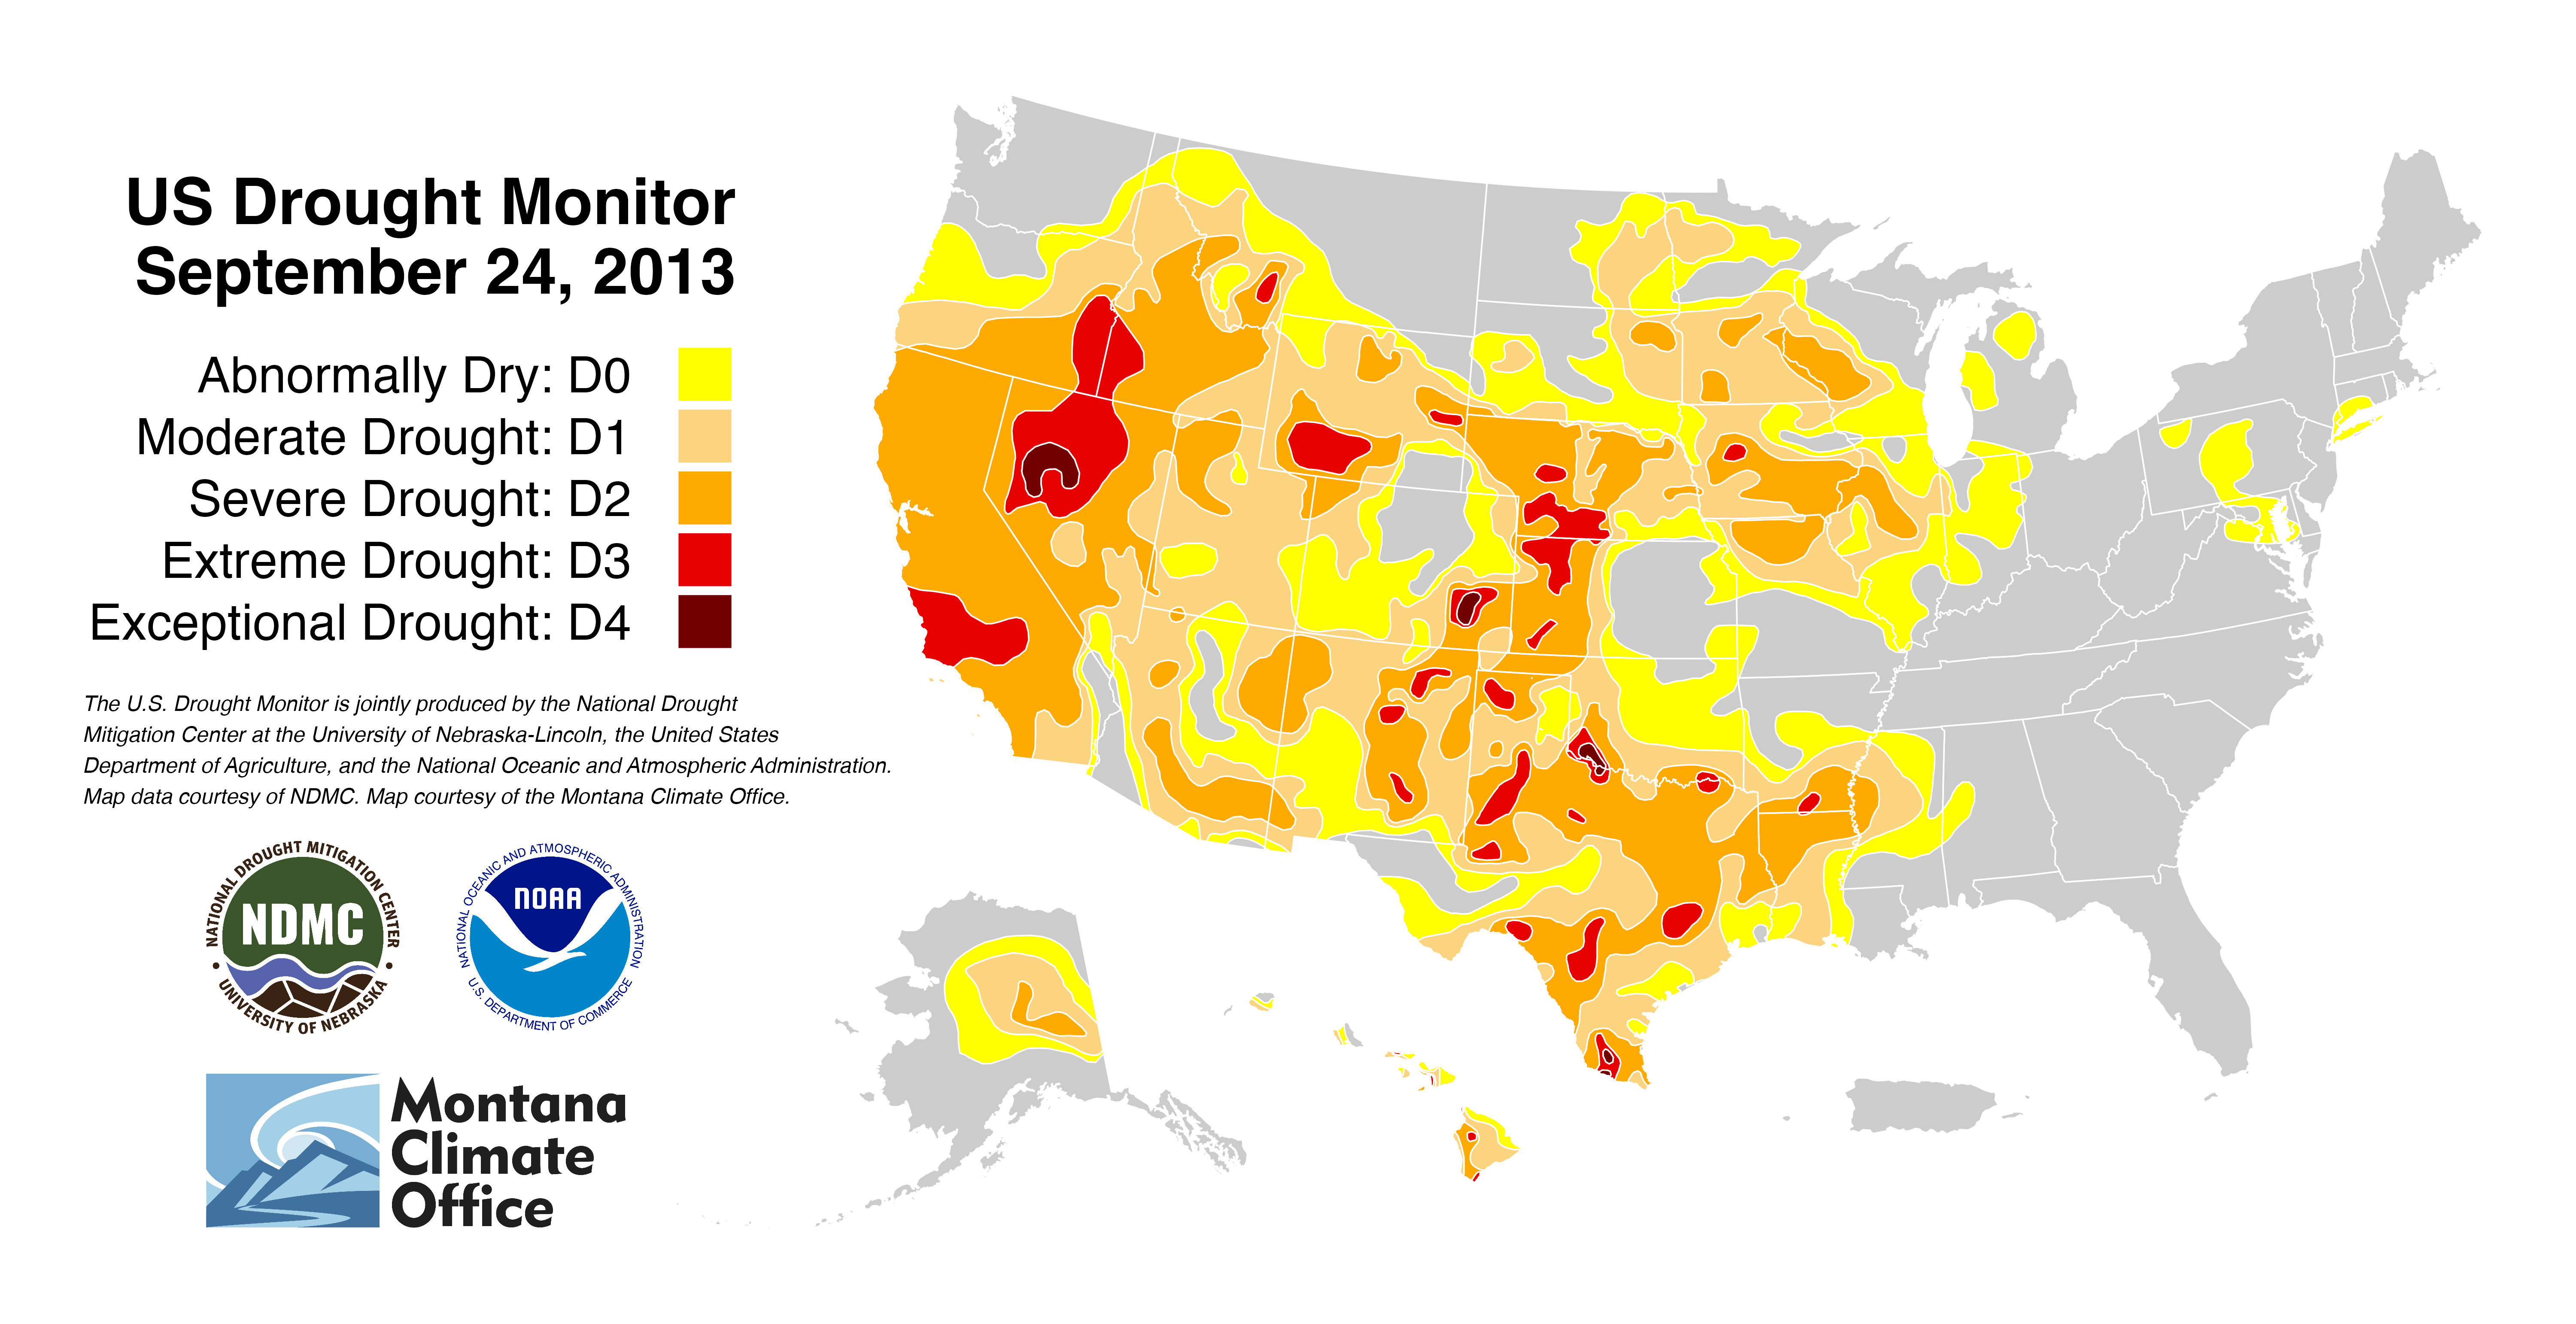 US Drought Monitor
September 24, 2013
Abnormally Dry: D0
Moderate Drought: D1
Severe Drought: D2
Extreme Drought: D3
Exceptional Drought: D4
The U.S. Drought Monitor is jointly produced by the National Drought
Mitigation Center at the University of Nebraska-Lincoln, the United States
Department of Agriculture, and the National Oceanic and Atmospheric Administration.
Map data courtesy of NDMC. Map courtesy of the Montana Climate Office.
NATIONAL DROUGHT MITIGATION CENTER
NDMC
• UNIVERSITY OF NEBRASKA •
NATIONAL OCEANIC AND ATMOSPHERIC ADMINISTRATION
NOAA
U.S. DEPARTMENT OF COMMERCE
Montana
Climate
Office